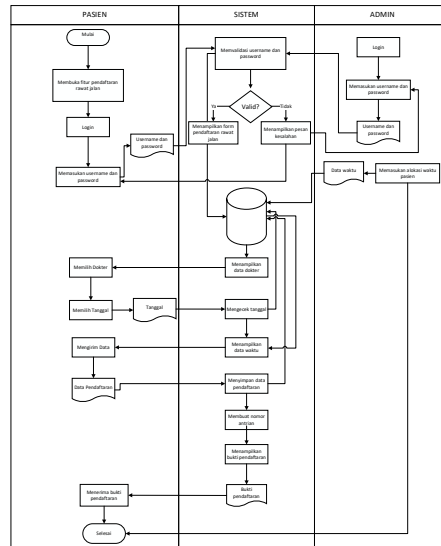 PASIEN
SISTEM
ADMIN
Mulai
Membuka fitur pendaftaran
rawat jalan
Login
Memasukan username dan
password
Username dan
password
Memvalidasi username dan
password
Valid?
Ya
Tidak
Menampilkan form
pendaftaran rawat
jalan
Menampilkan pesan
kesalahan
Login
Memasukan username dan
password
Username dan
password
Data waktu
Memasukan alokasi waktu
pasien
Menampilkan
data dokter
Memilih Dokter
Memilih Tanggal
Tanggal
Mengecek tanggal
Menampilkan
data waktu
Mengirim Data
Data Pendaftaran
Menyimpan data
pendaftaran
Membuat nomor
antrian
Menampilkan
bukti pendaftaran
Bukti
pendaftaran
Menerima bukti
pendaftaran
Selesai